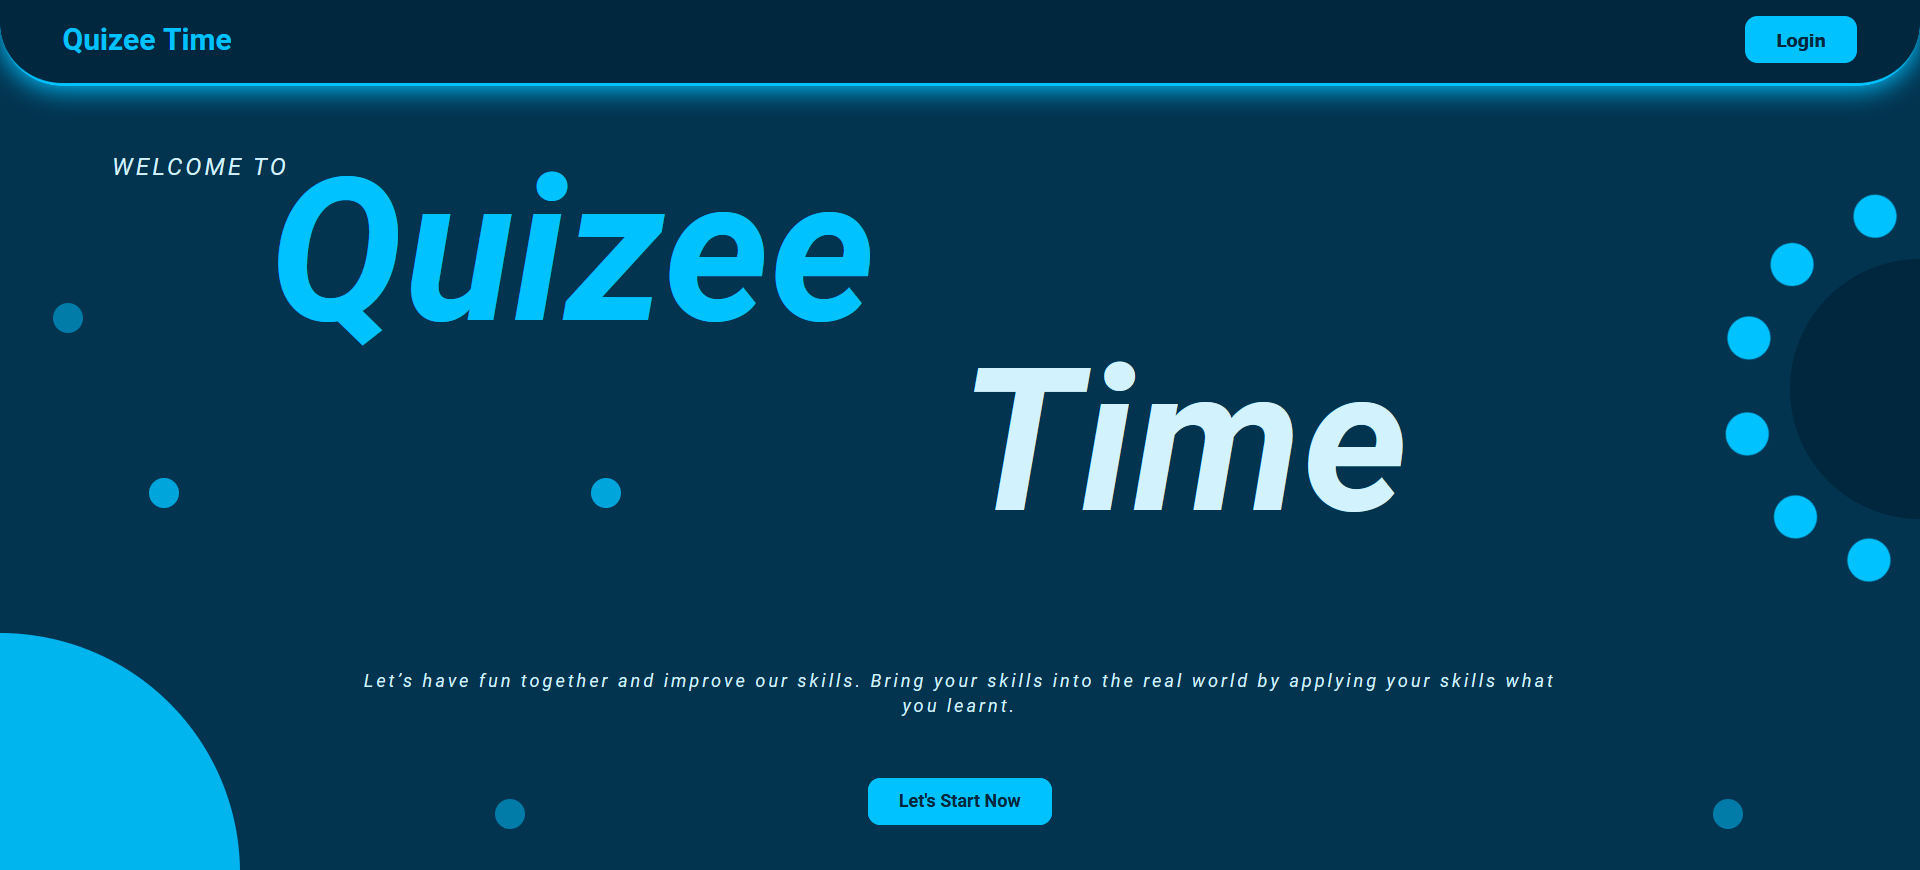 Quizee Time
Login
WELCOME TO
Quizee
Time
Let's have fun together and improve our skills. Bring your skills into the real world by applying your skills what
you learnt.
Let's Start Now